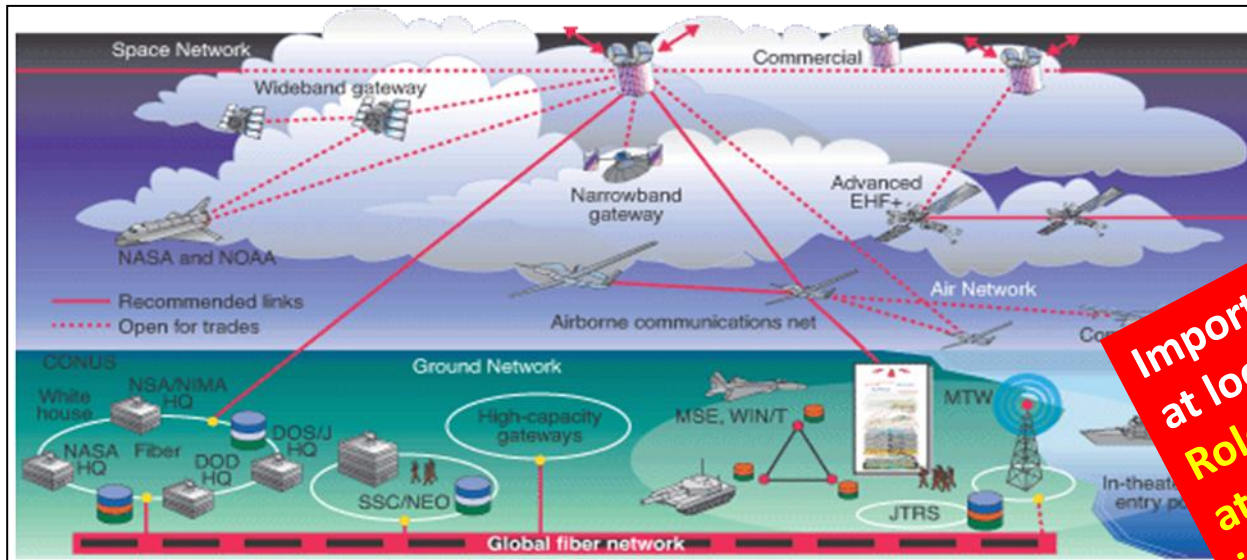 Space Network
Commercial
Wideband gateway
Narrowband
gateway
Advanced
EHF+
NASA and NOAA
Recommended links
Open for trades
Air Network
Airborne communications net
CONUS
Ground Network
White
house
NSA/NIMA
HQ
NASA
HQ
Fiber
DOS/J
HQ
DOD
HQ
High-capacity
gateways
SSC/NEO
MSE, WIN/T
MTW
JTRS
In-theate
entry po
Global fiber network
Import
at loc
Rol
at